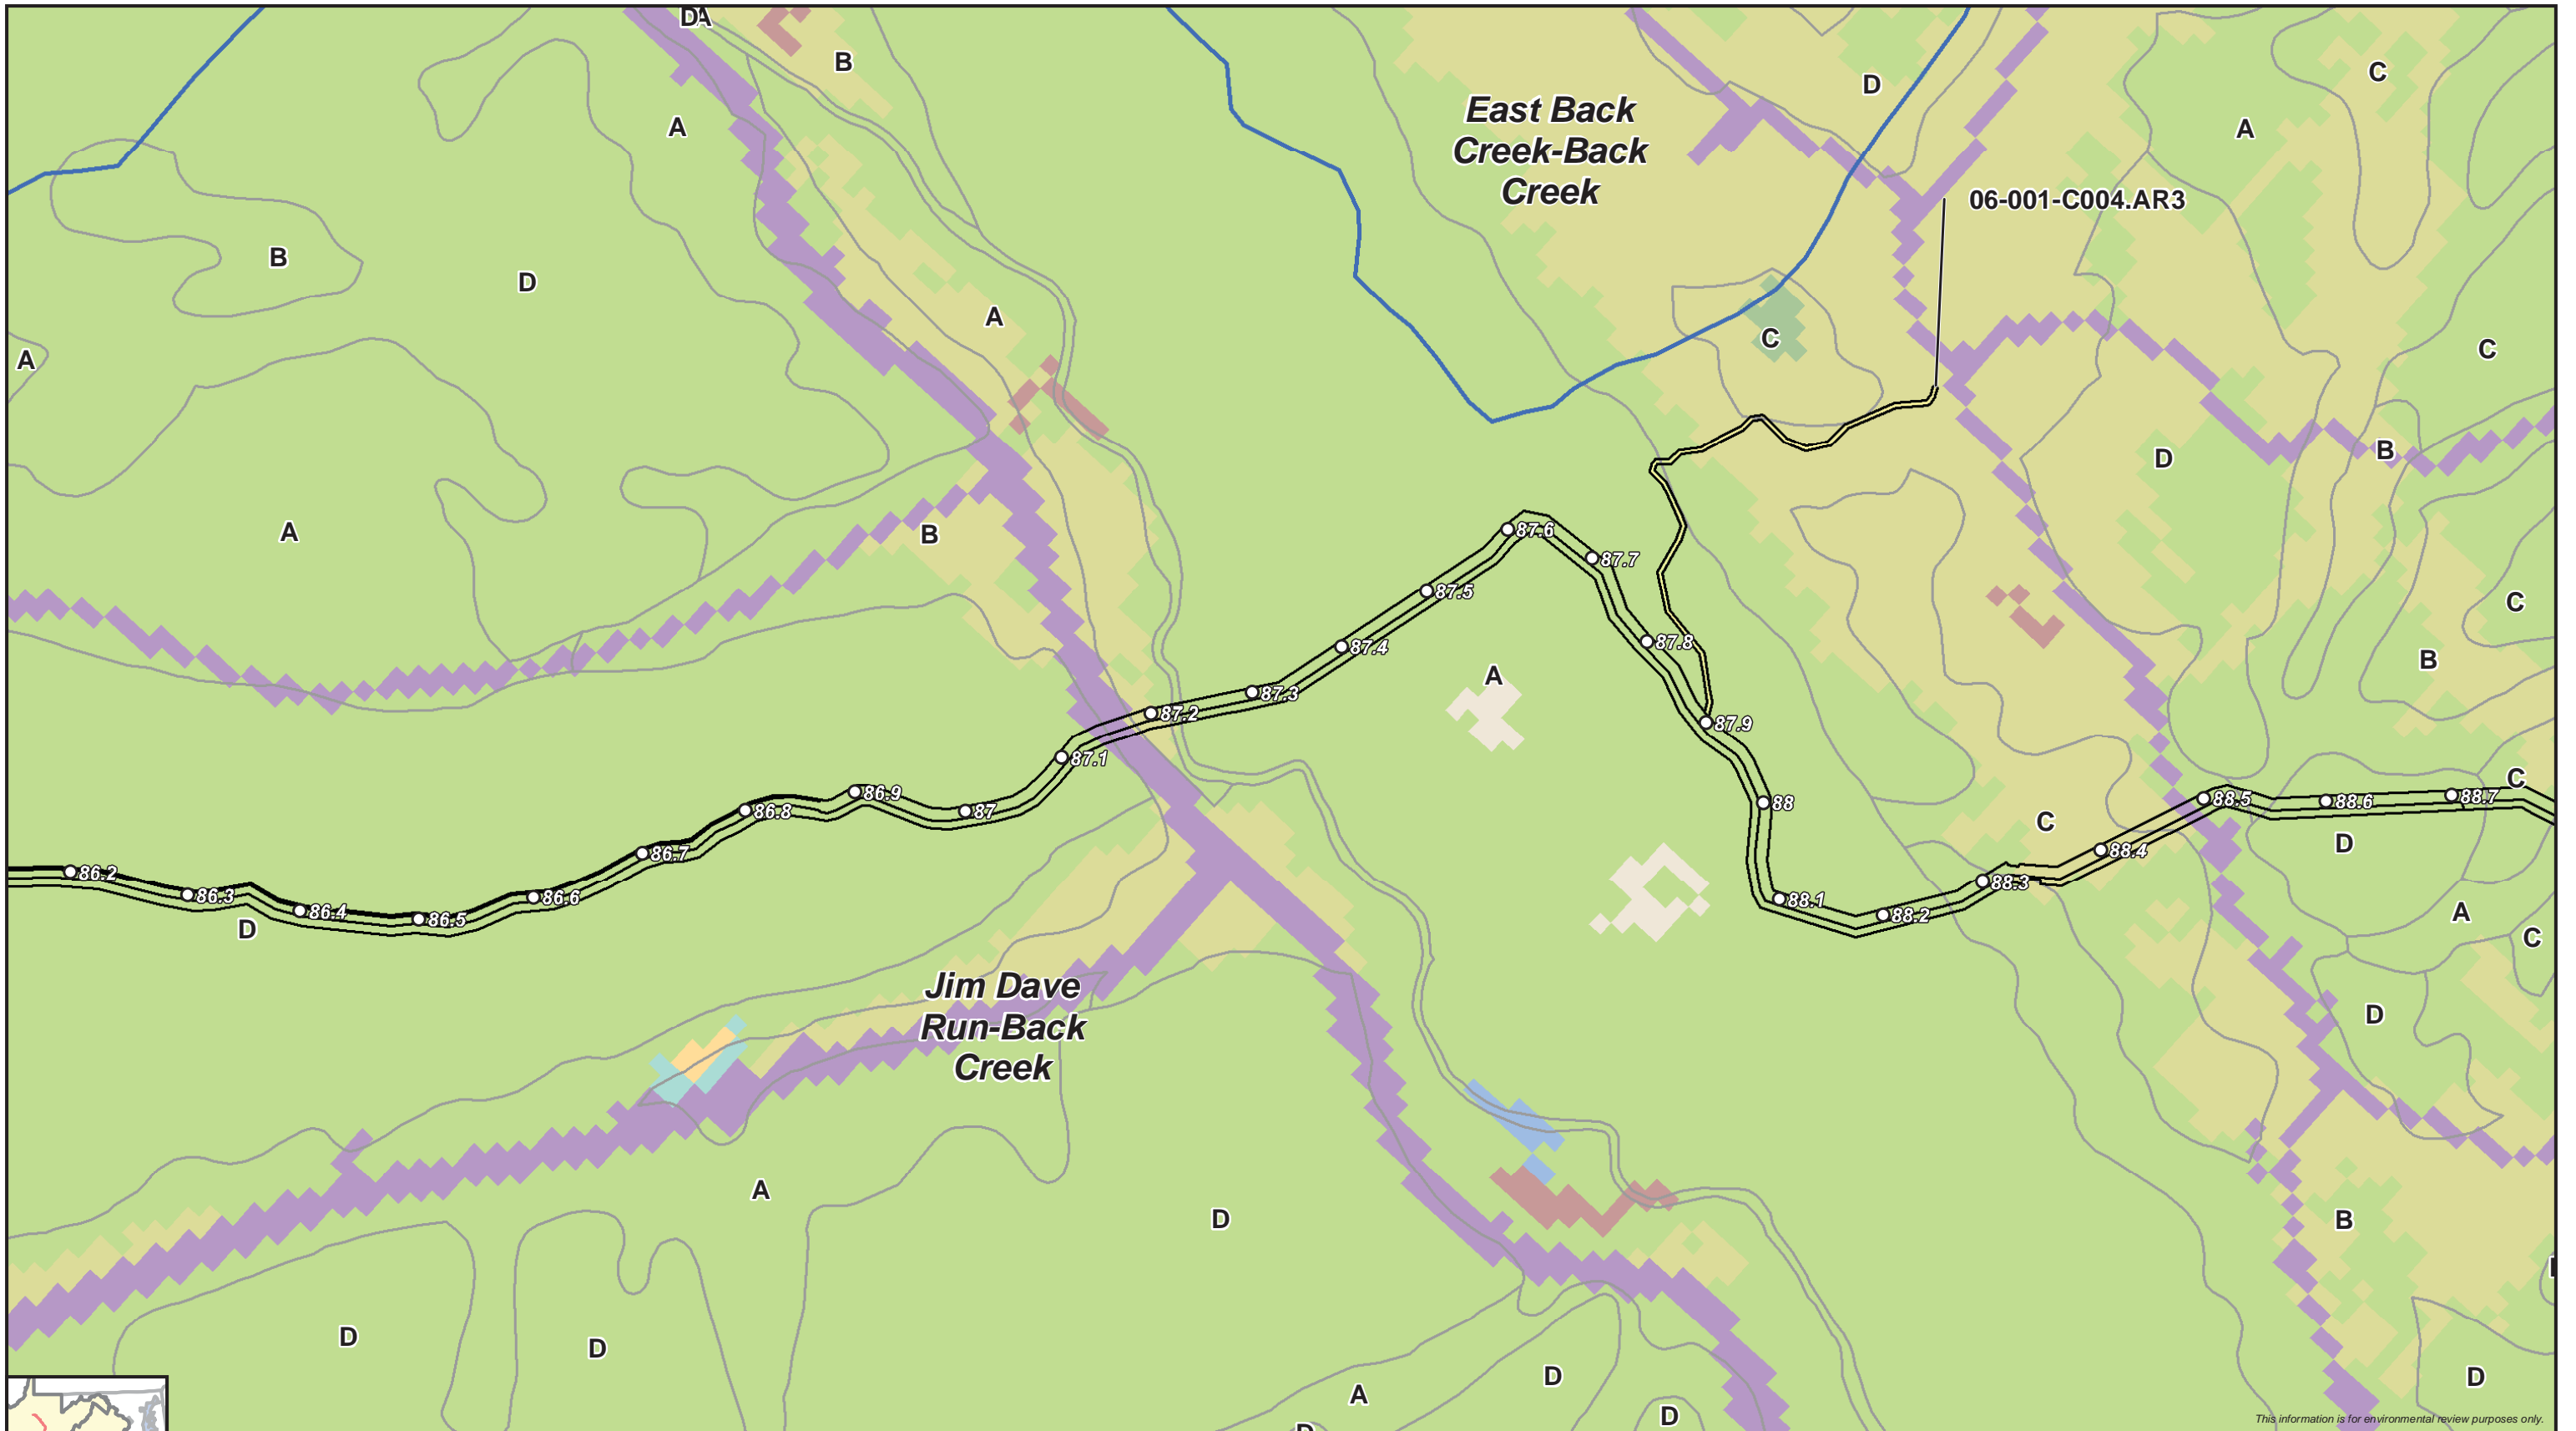 DA
B
D
C
A
East Back
Creek-Back
Creek
A
06-001-C004.AR3
B
D
A
C
A
C
D
B
A
B
87.6
87.7
87.5
C
87.8
87.4
B
A
87.3
87.2
87.9
87.1
C
88.5
88.6
88.7
86.9
88
86.8
87
C
D
86.7
88.4
86.2
88.3
86.3
86.6
88.1
86.4
88.2
A
86.5
D
C
Jim Dave
Run-Back
Creek
D
A
D
B
D
D
A
D
D
D
This information is for environmental review purposes only.